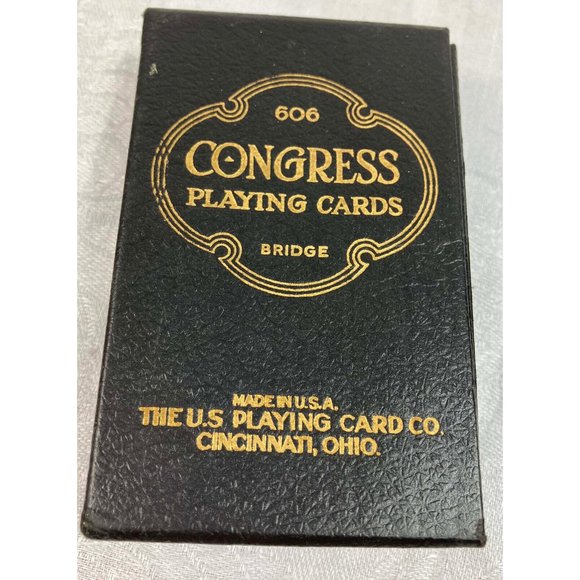 606
CONGRESS
PLAYING CARDS
BRIDGE
MADE IN U.S.A.
THE U.S PLAYING CARD CO.
CINCINNATI, OHIO.